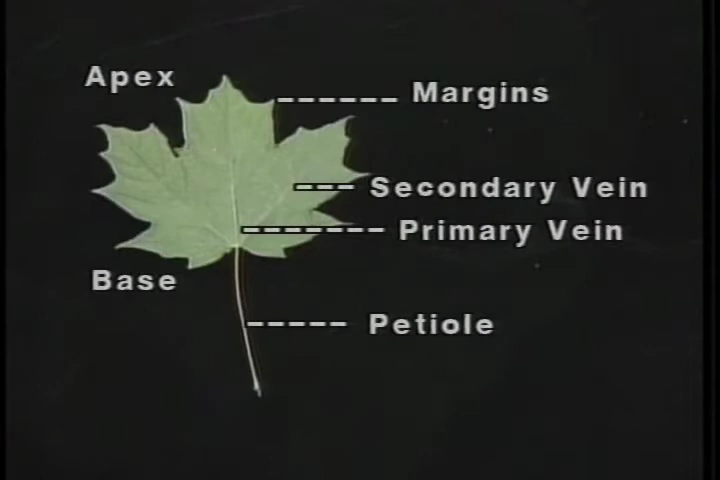 Apex
Margins
Secondary Vein
Primary Vein
Base
Petiole